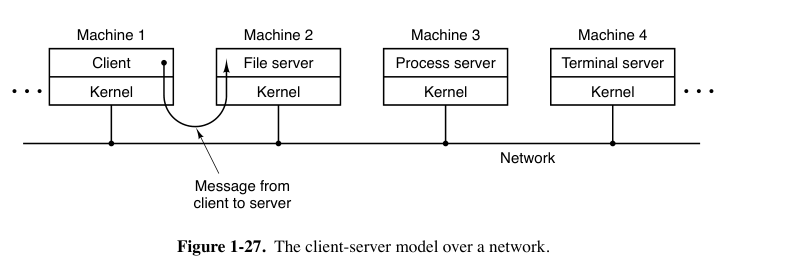 Machine 1
Machine 2
Machine 3
Machine 4
Client
File server
Process server
Terminal server
Kernel
Kernel
Kernel
Kernel
Network
Message from
client to server
Figure 1-27. The client-server model over a network.